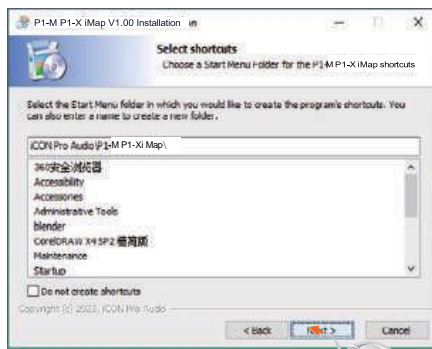 P1-M P1-X iMap V1.00 Installation
Select shortcuts
Choose a Start Menu Folder for the P1-M P1-X iMap shortcuts
Select the Start Menu folder in which you would like to create the program's shortcuts. You
can also enter a name to create a new folder.
iCON Pro Audio\P1-M P1-Xi Map\
360安全浏览器
Accessibility
Accessories
Administrative Tools
blender
CorelDRAW X4 SP2 精简版
Maintenance
Startup
Do not create shortcuts
Copyright (c) 2022, iCON Pro Audio
< Back
Next >
Cancel